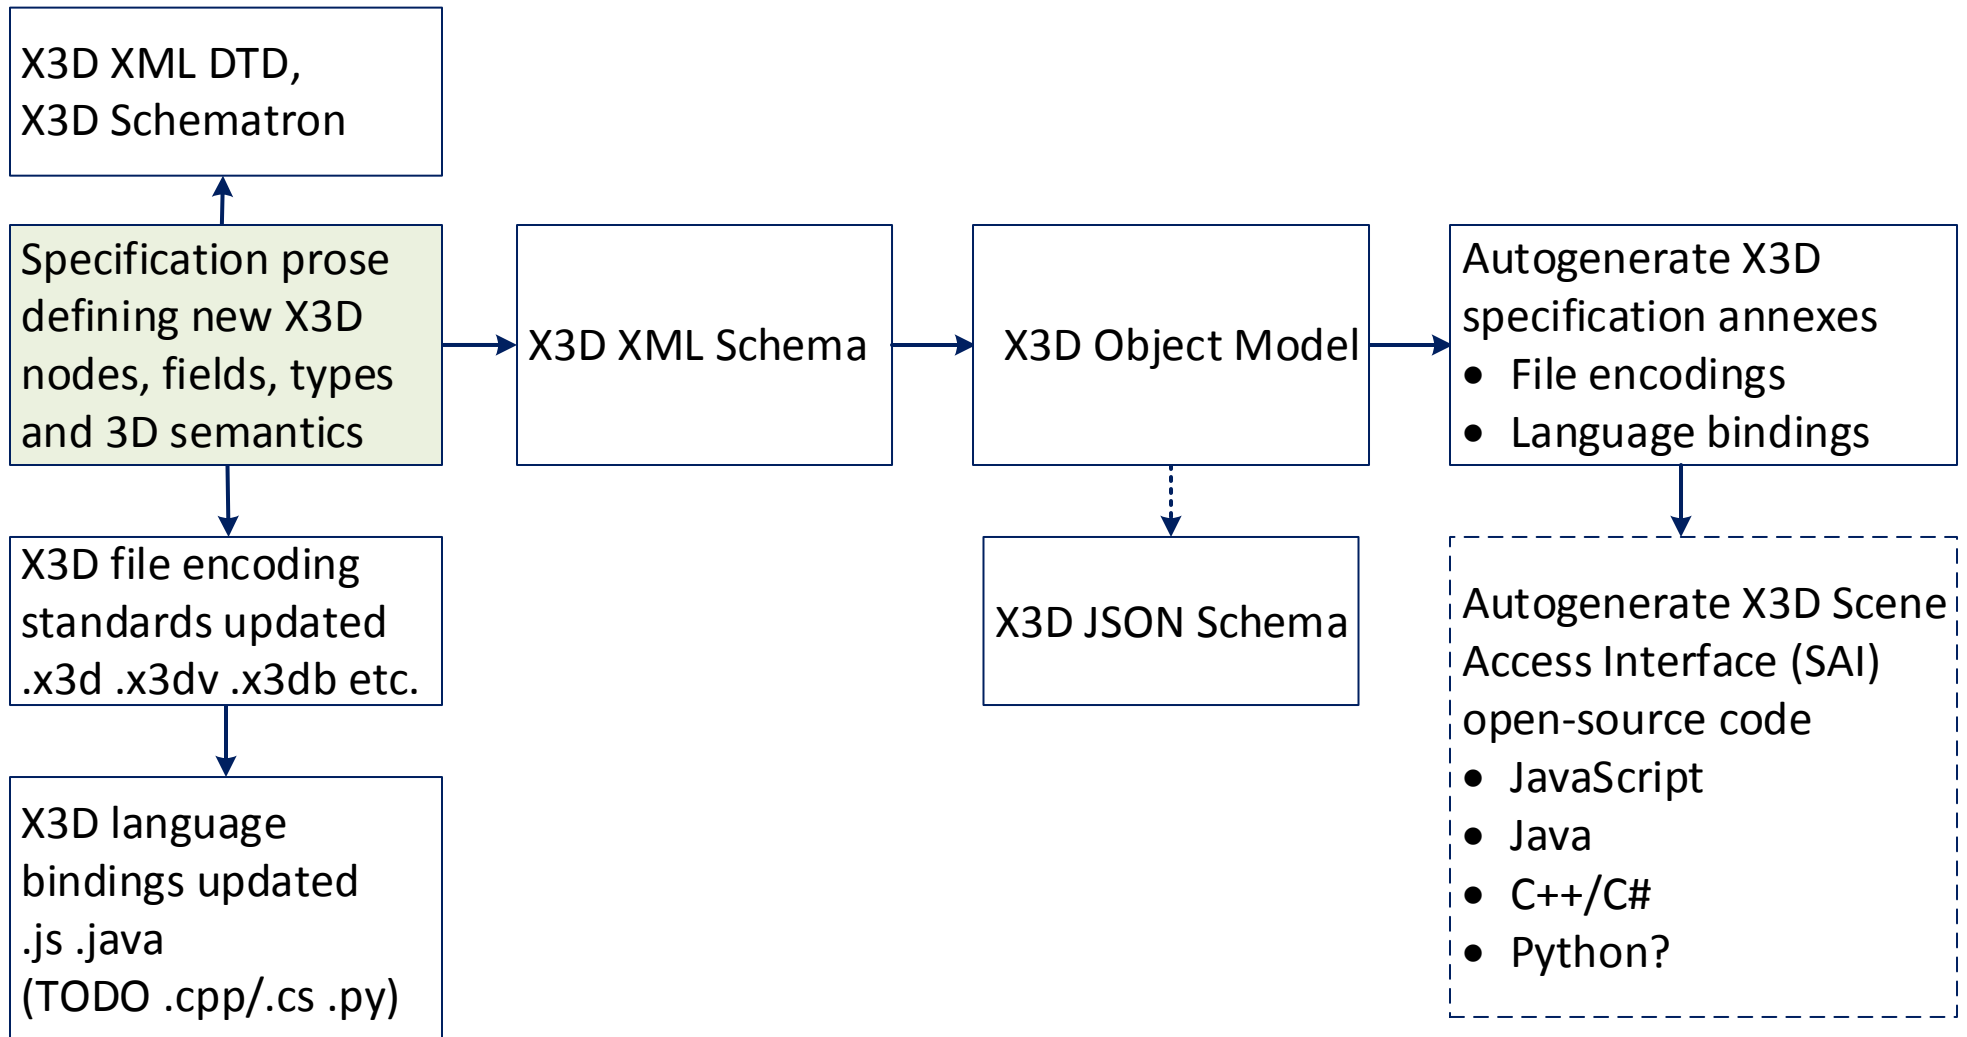 X3D XML DTD,
X3D Schematron
Specification prose
defining new X3D
nodes, fields, types
and 3D semantics
X3D XML Schema
X3D Object Model
Autogenerate X3D
specification annexes
• File encodings
• Language bindings
X3D file encoding
standards updated
.x3d .x3dv .x3db etc.
X3D JSON Schema
Autogenerate X3D Scene
Access Interface (SAI)
open-source code
• JavaScript
• Java
• C++/C#
• Python?
X3D language
bindings updated
.js .java
(TODO .cpp/.cs .py)